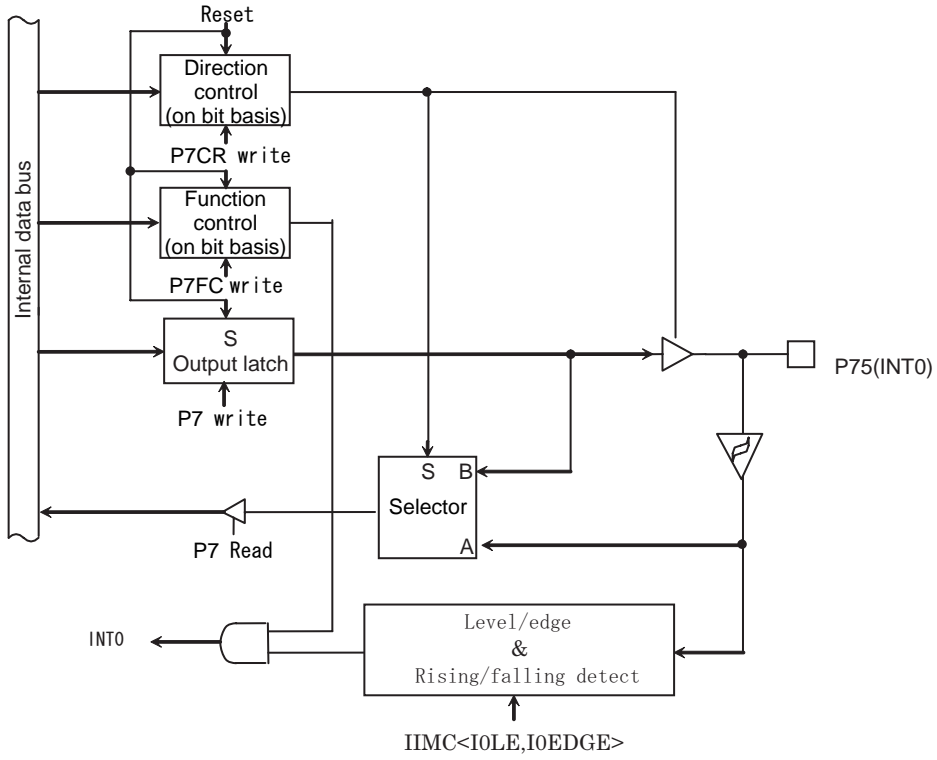 Reset
Internal data bus
Direction
control
(on bit basis)
P7CR write
Function
control
(on bit basis)
P7FC write
S
Output latch
P7 write
P75(INT0)
S B
Selector
A
P7 Read
INT0
Level/edge
&
Rising/falling detect
IIMC<I0LE,I0EDGE>